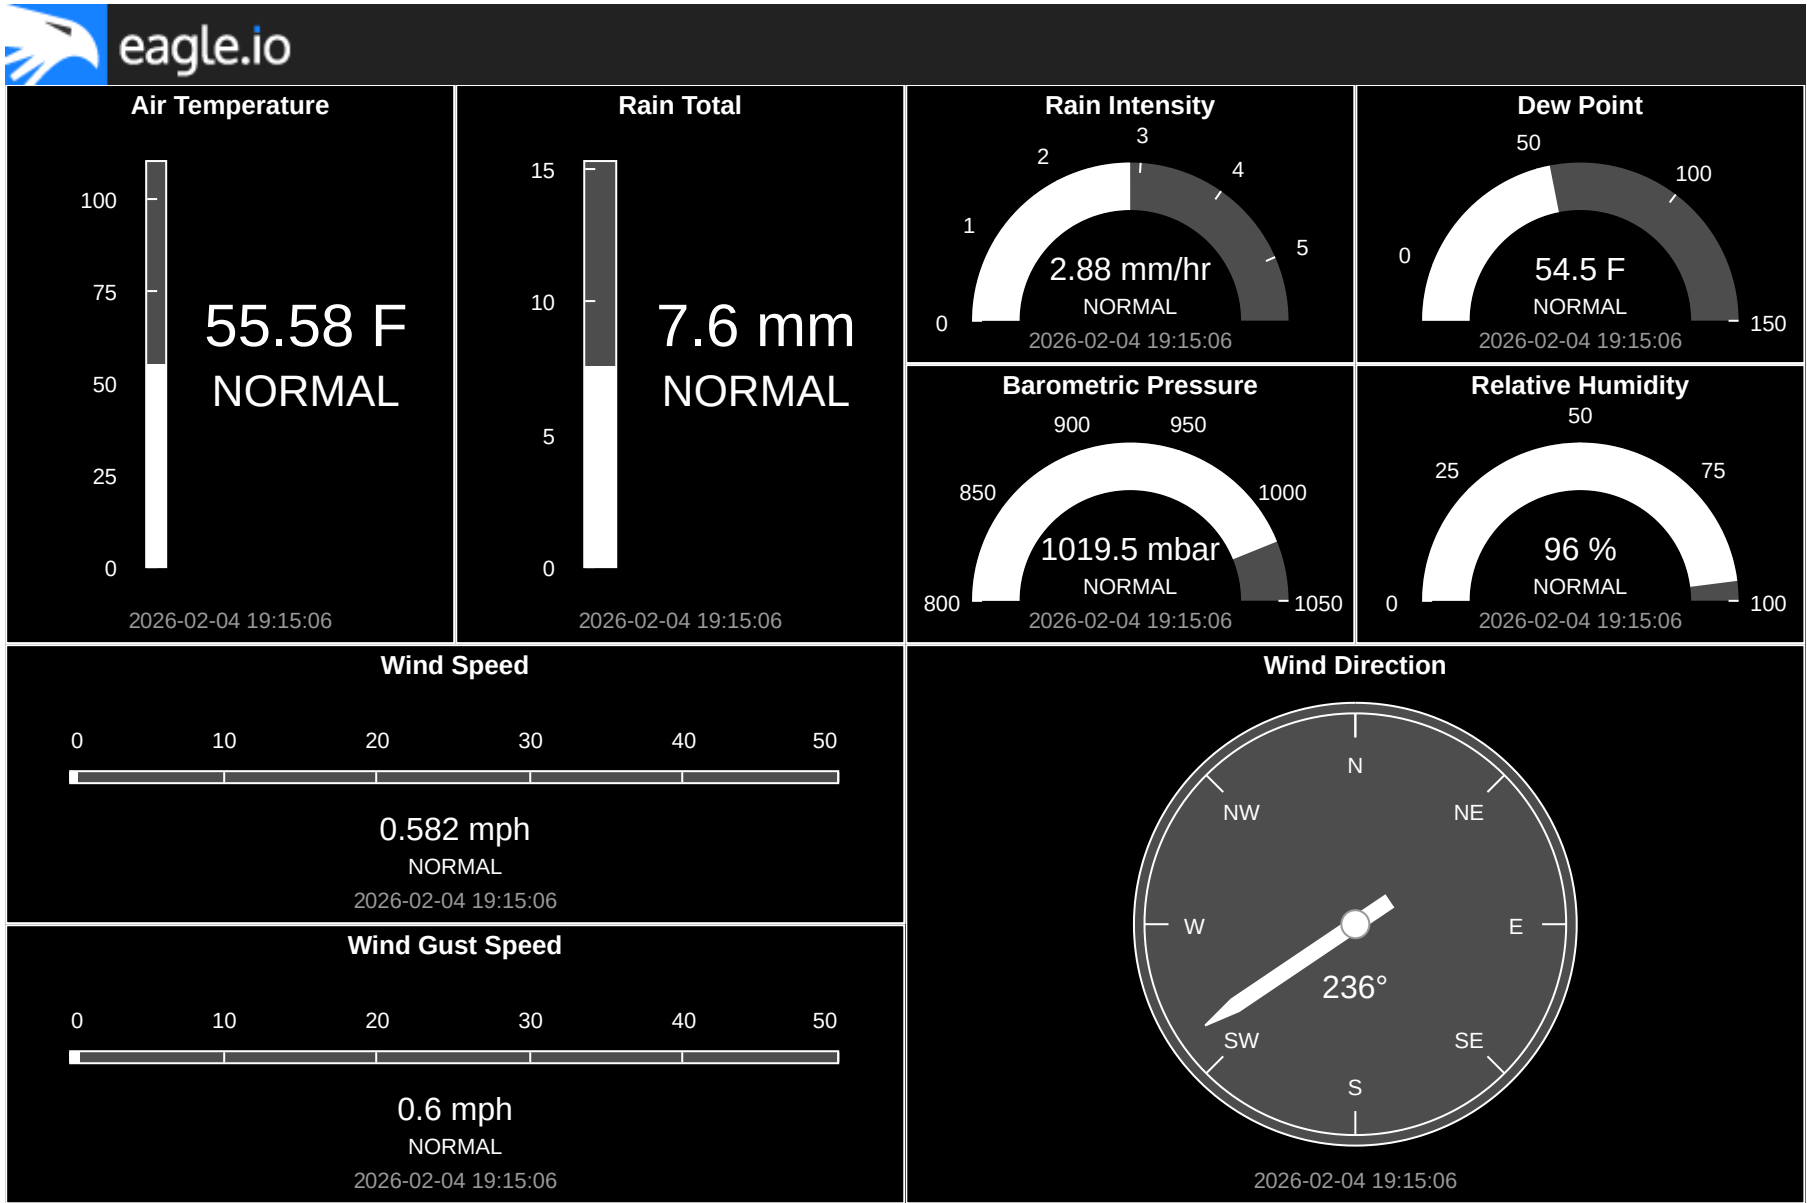 eagle.io
Air Temperature
100
75
50
25
0
55.58 F
NORMAL
2026-02-04 19:15:06
Rain Total
15
10
5
0
7.6 mm
NORMAL
2026-02-04 19:15:06
Rain Intensity
0
1
2
3
4
5
2.88 mm/hr
NORMAL
2026-02-04 19:15:06
Dew Point
0
50
100
150
54.5 F
NORMAL
2026-02-04 19:15:06
Barometric Pressure
800
850
900
950
1000
1050
1019.5 mbar
NORMAL
2026-02-04 19:15:06
Relative Humidity
0
25
50
75
100
96 %
NORMAL
2026-02-04 19:15:06
Wind Speed
0 10 20 30 40 50
0.582 mph
NORMAL
2026-02-04 19:15:06
Wind Gust Speed
0 10 20 30 40 50
0.6 mph
NORMAL
2026-02-04 19:15:06
Wind Direction
N
NW NE
W E
236°
SW SE
S
2026-02-04 19:15:06